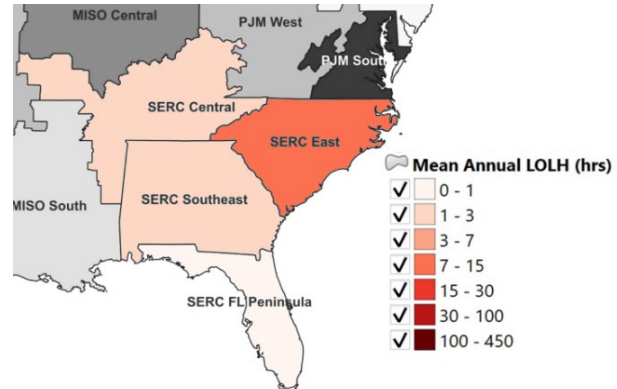 MISO Central
PJM West
PJM South
SERC Central
SERC East
MISO South
SERC Southeast
SERC FL Peninsula
Mean Annual LOLH (hrs)
0 - 1
1 - 3
3 - 7
7 - 15
15 - 30
30 - 100
100 - 450